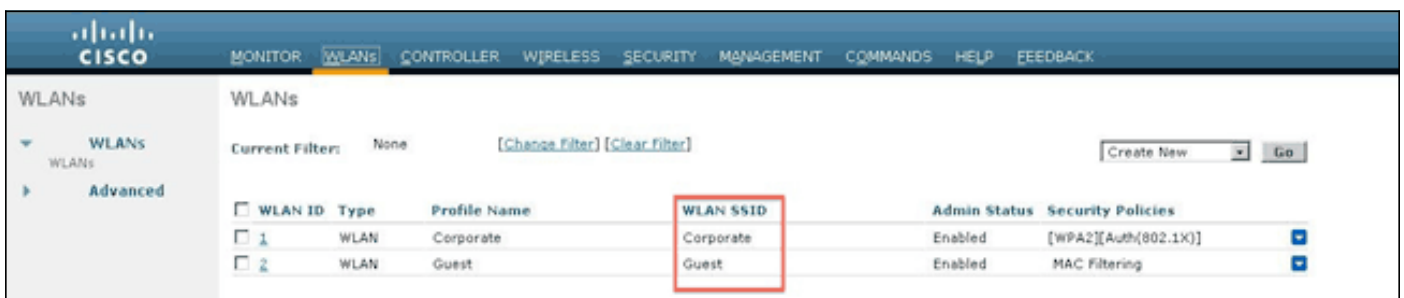 CISCO
MONITOR WLANs CONTROLLER WIRELESS SECURITY MANAGEMENT COMMANDS HELP FEEDBACK
WLANs
WLANs
WLANs
WLANs
Advanced
Current Filter: None [Change Filter] [Clear Filter]
Create New Go
WLAN ID Type Profile Name WLAN SSID Admin Status Security Policies
1 WLAN Corporate Corporate Enabled [WPA2][Auth(802.1X)]
2 WLAN Guest Guest Enabled MAC Filtering